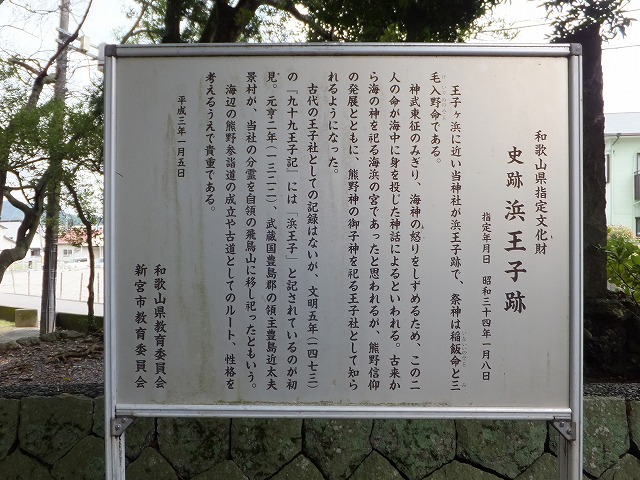 和歌山県指定文化財
史跡 浜王子跡
指定年月日 昭和三十四年一月八日
王子ヶ浜に近い当神社が浜王子跡で、祭神は稲飯命と三
毛入野命である。
神武東征のみぎり、海神の怒りをしずめるため、この二
人の命が海中に身を投じた神話によるといわれる。古来か
ら海の神を祀る海浜の宮であったと思われるが、熊野信仰
の発展とともに、熊野神の御子神を祀る王子社として知ら
れるようになった。
古代の王子社としての記録はないが、文明五年(一四七三)
の「九十九王子記」には「浜王子」と記されているのが初
見。元亨二年(一三二二)、武蔵国豊島郡の領主豊島近太夫
景村が、当社の分霊を自領の飛鳥山に移し祀ったともいう。
海辺の熊野参詣道の成立や古道としてのルート、性格を
考えるうえで貴重である。
平成三年一月五日
和歌山県教育委員会
新宮市教育委員会